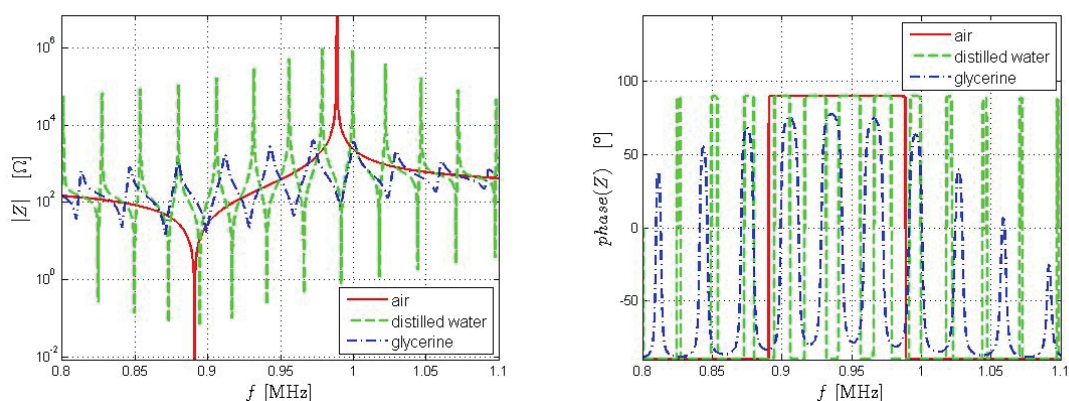 10^6
10^4
10^2
10^0
10^-2
|Z| [Ω]
air
distilled water
glycerine
0.8 0.85 0.9 0.95 1 1.05 1.1
f [MHz]
100
50
0
-50
phase(Z) [°]
air
distilled water
glycerine
0.8 0.85 0.9 0.95 1 1.05 1.1
f [MHz]